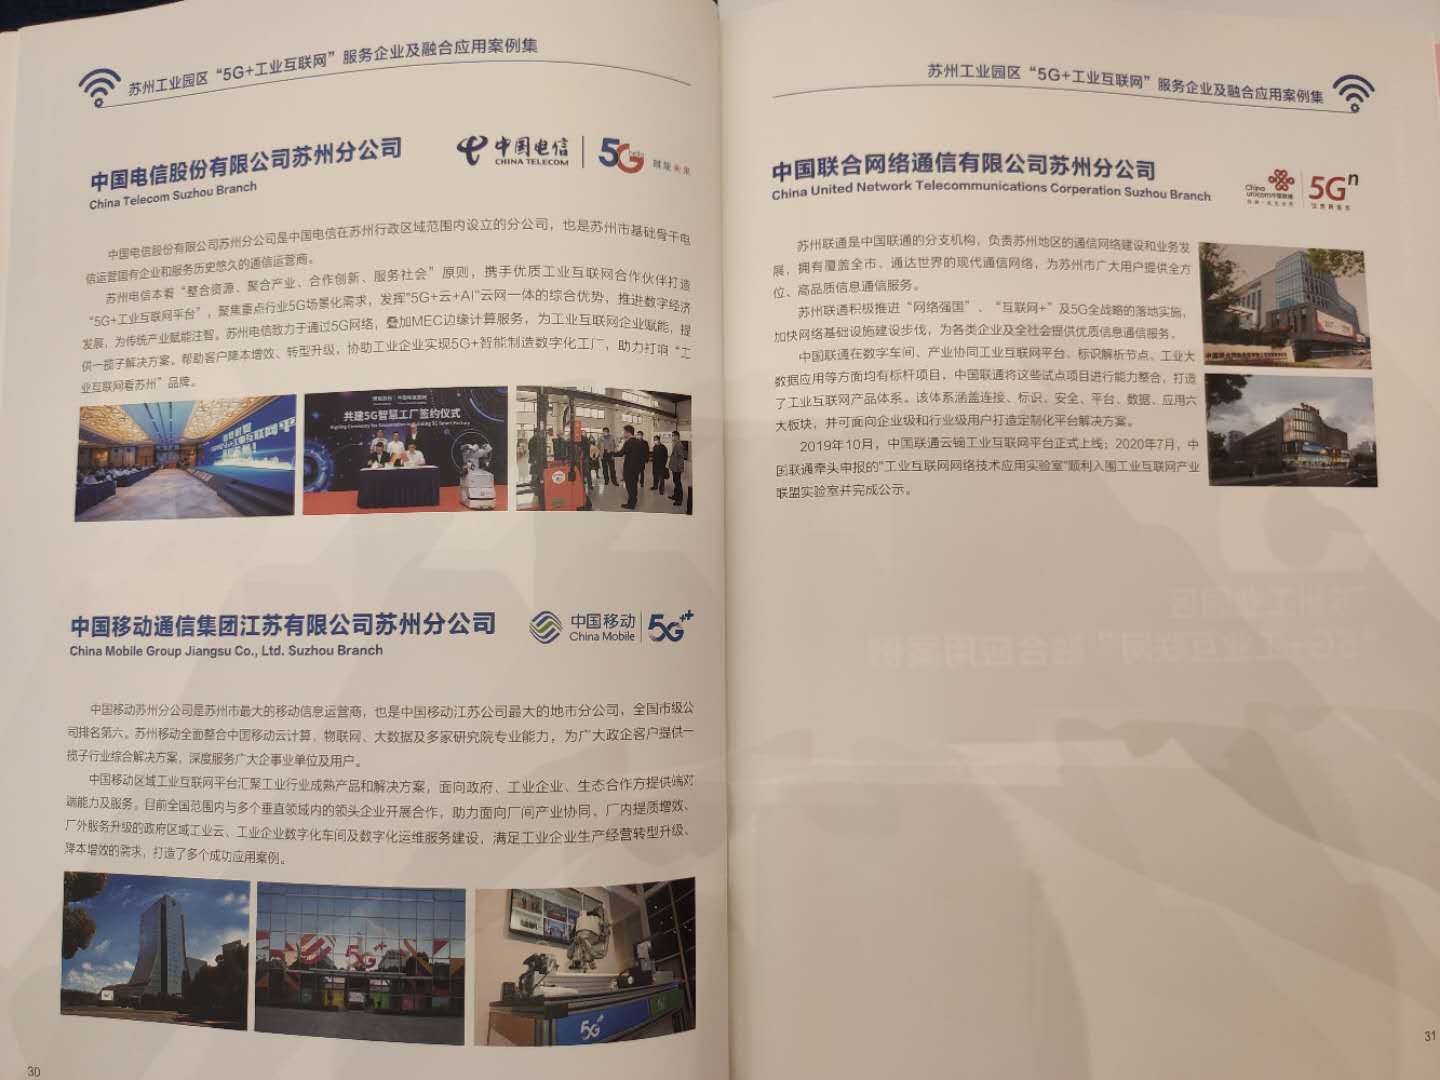 苏州工业园区“5G+工业互联网”服务企业及融合应用案例集
中国电信股份有限公司苏州分公司
China Telecom Suzhou Branch
中国电信
CHINA TELECOM
5G
hello
赋能未来
中国电信股份有限公司苏州分公司是中国电信在苏州行政区域范围内设立的分公司，也是苏州市基础骨干电
信运营国有企业和服务历史悠久的通信运营商。
苏州电信本着“整合资源、聚合产业、合作创新、服务社会”原则，携手优质工业互联网合作伙伴打造
“5G+工业互联网平台”，聚焦重点行业5G场景化需求，发挥"5G+云+AI"云网一体的综合优势，推进数字经济
发展，为传统产业赋能注智。苏州电信致力于通过5G网络，叠加MEC边缘计算服务，为工业互联网企业赋能，提
供一揽子解决方案。帮助客户降本增效、转型升级，协助工业企业实现5G+智能制造数字化工厂，助力打响“工
业互联网看苏州”品牌。
共建5G智慧工厂签约仪式
中国移动通信集团江苏有限公司苏州分公司
China Mobile Group Jiangsu Co., Ltd. Suzhou Branch
中国移动
China Mobile
5G++
中国移动苏州分公司是苏州市最大的移动信息运营商，也是中国移动江苏公司最大的地市分公司，全国市级公
司排名第六。苏州移动全面整合中国移动云计算、物联网、大数据及多家研究院专业能力，为广大政企客户提供一
揽子行业综合解决方案，深度服务广大企事业单位及用户。
中国移动区域工业互联网平台汇聚工业行业成熟产品和解决方案，面向政府、工业企业、生态合作方提供端对
端能力及服务。目前全国范围内与多个垂直领域内的领头企业开展合作，助力面向厂间产业协同、厂内提质增效、
厂外服务升级的政府区域工业云、工业企业数字化车间及数字化运维服务建设，满足工业企业生产经营转型升级、
降本增效的需求，打造了多个成功应用案例。
5G++
5G++
30
苏州工业园区“5G+工业互联网”服务企业及融合应用案例集
中国联合网络通信有限公司苏州分公司
China United Network Telecommunications Corperation Suzhou Branch
China
unicom中国联通
5Gn
苏州联通是中国联通的分支机构，负责苏州地区的通信网络建设和业务发
展，拥有覆盖全市、通达世界的现代通信网络，为苏州市广大用户提供全方
位、高品质信息通信服务。
苏州联通积极推进“网络强国”、“互联网+”及5G全战略的落地实施，
加快网络基础设施建设步伐，为各类企业及全社会提供优质信息通信服务。
中国联通在数字车间、产业协同工业互联网平台、标识解析节点、工业大
数据应用等方面均有标杆项目，中国联通将这些试点项目进行能力整合，打造
了工业互联网产品体系。该体系涵盖连接、标识、安全、平台、数据、应用六
大板块，并可面向企业级和行业级用户打造定制化平台解决方案。
2019年10月，中国联通云镝工业互联网平台正式上线；2020年7月，中
国联通牵头申报的"工业互联网网络技术应用实验室"顺利入围工业互联网产业
联盟实验室并完成公示。
31